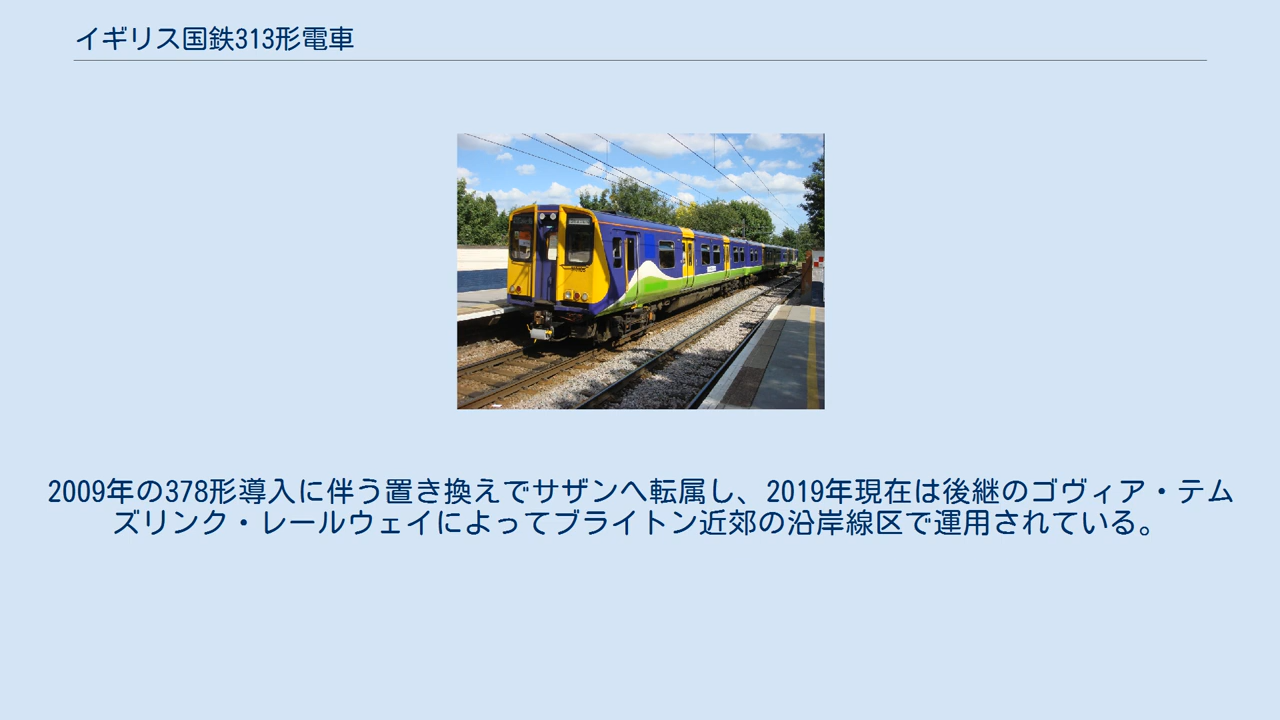 イギリス国鉄313形電車
2009年の378形導入に伴う置き換えでサザンへ転属し、2019年現在は後継のゴヴィア・テム
ズリンク・レールウェイによってブライトン近郊の沿岸線区で運用されている。